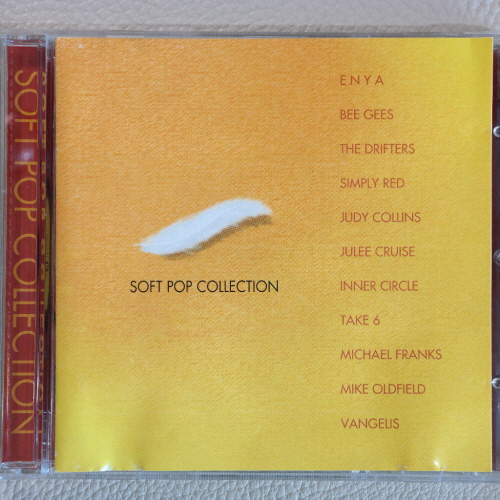 SOFT POP COLLECTION
ENYA
BEE GEES
THE DRIFTERS
SIMPLY RED
JUDY COLLINS
JULEE CRUISE
INNER CIRCLE
TAKE 6
MICHAEL FRANKS
MIKE OLDFIELD
VANGELIS
SOFT POP COLLECTION